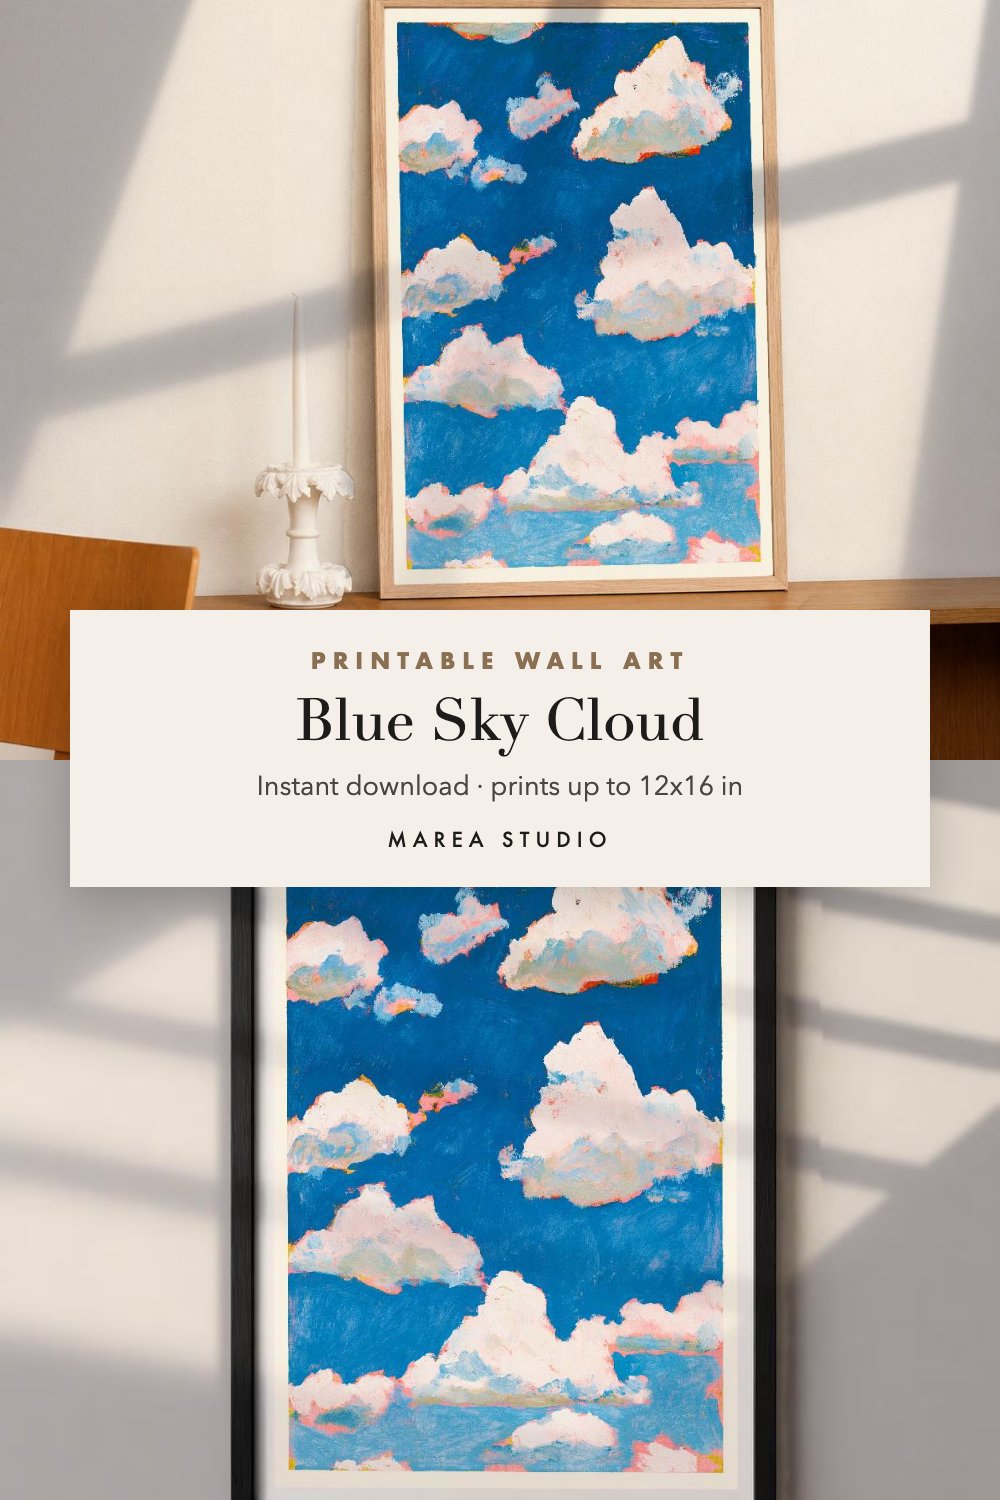 PRINTABLE WALL ART
Blue Sky Cloud
Instant download · prints up to 12x16 in
MAREA STUDIO